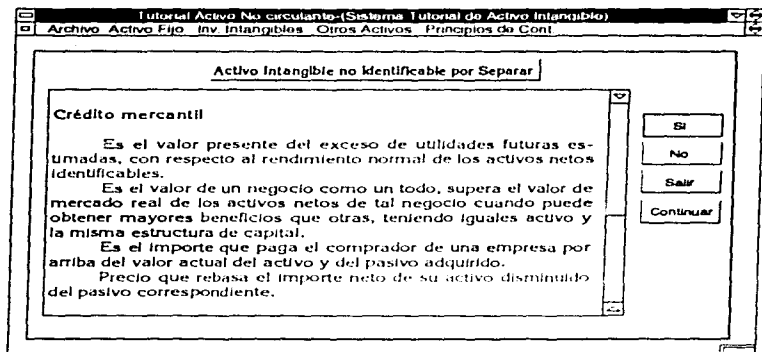 Tutorial Activo No circulante-(Sistema Tutorial de Activo Intangible)
Archivo Activo Fijo Inv. Intangibles Otros Activos Principios de Cont.
Activo Intangible no Identificable por Separar
Crédito mercantil
Es el valor presente del exceso de utilidades futuras es-
timadas, con respecto al rendimiento normal de los activos netos
identificables.
Es el valor de un negocio como un todo, supera el valor de
mercado real de los activos netos de tal negocio cuando puede
obtener mayores beneficios que otras, teniendo iguales activo y
la misma estructura de capital.
Es el importe que paga el comprador de una empresa por
arriba del valor actual del activo y del pasivo adquirido.
Precio que rebasa el importe neto de su activo disminuido
del pasivo correspondiente.
Si
No
Salir
Continuar